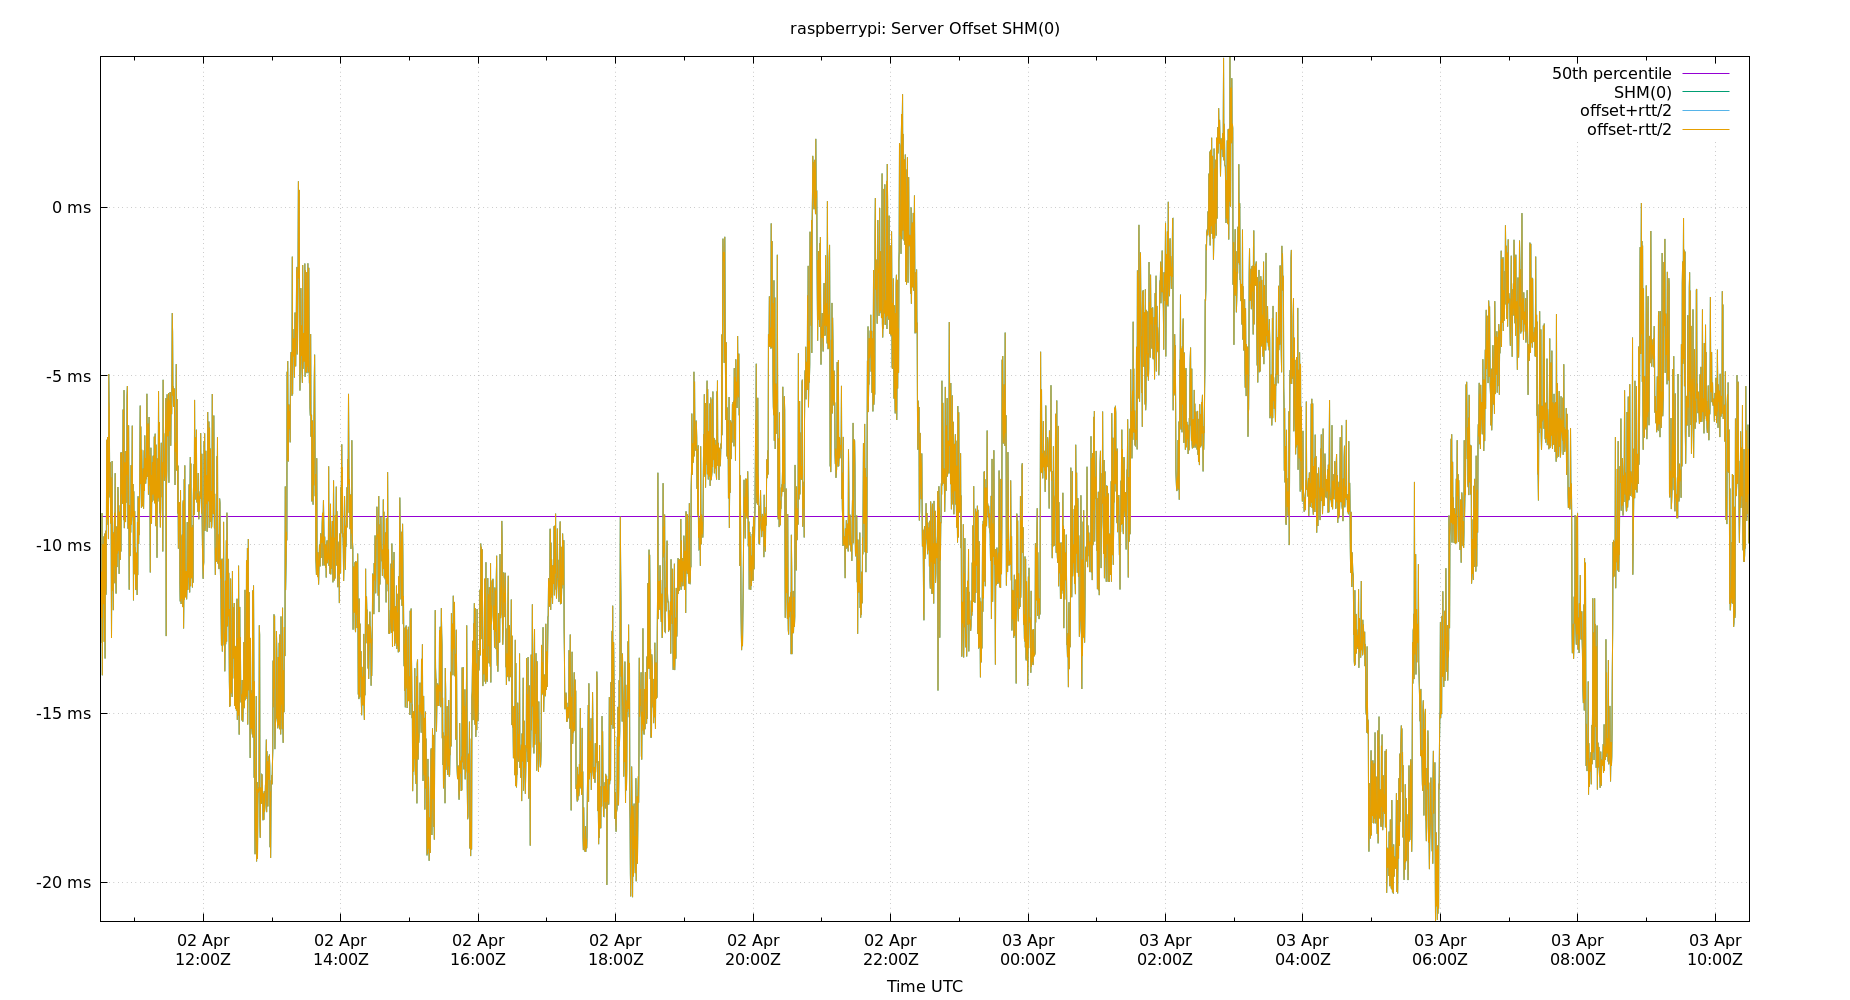 raspberrypi: Server Offset SHM(0)
50th percentile
SHM(0)
offset+rtt/2
offset-rtt/2
0 ms
-5 ms
-10 ms
-15 ms
-20 ms
02 Apr 02 Apr 02 Apr 02 Apr 02 Apr 02 Apr 03 Apr 03 Apr 03 Apr 03 Apr 03 Apr 03 Apr
12:00Z 14:00Z 16:00Z 18:00Z 20:00Z 22:00Z 00:00Z 02:00Z 04:00Z 06:00Z 08:00Z 10:00Z
Time UTC